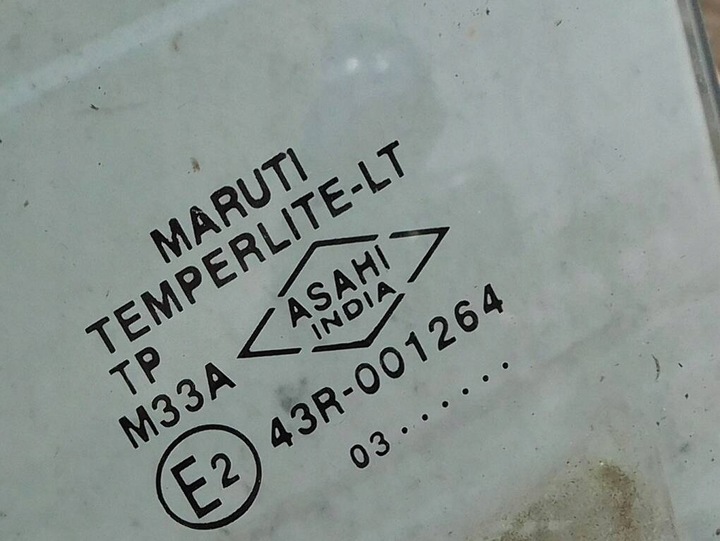 MARUTI
TEMPERLITE-LT
TP
ASAHI
INDIA
M33A
E2 43R-001264
03......